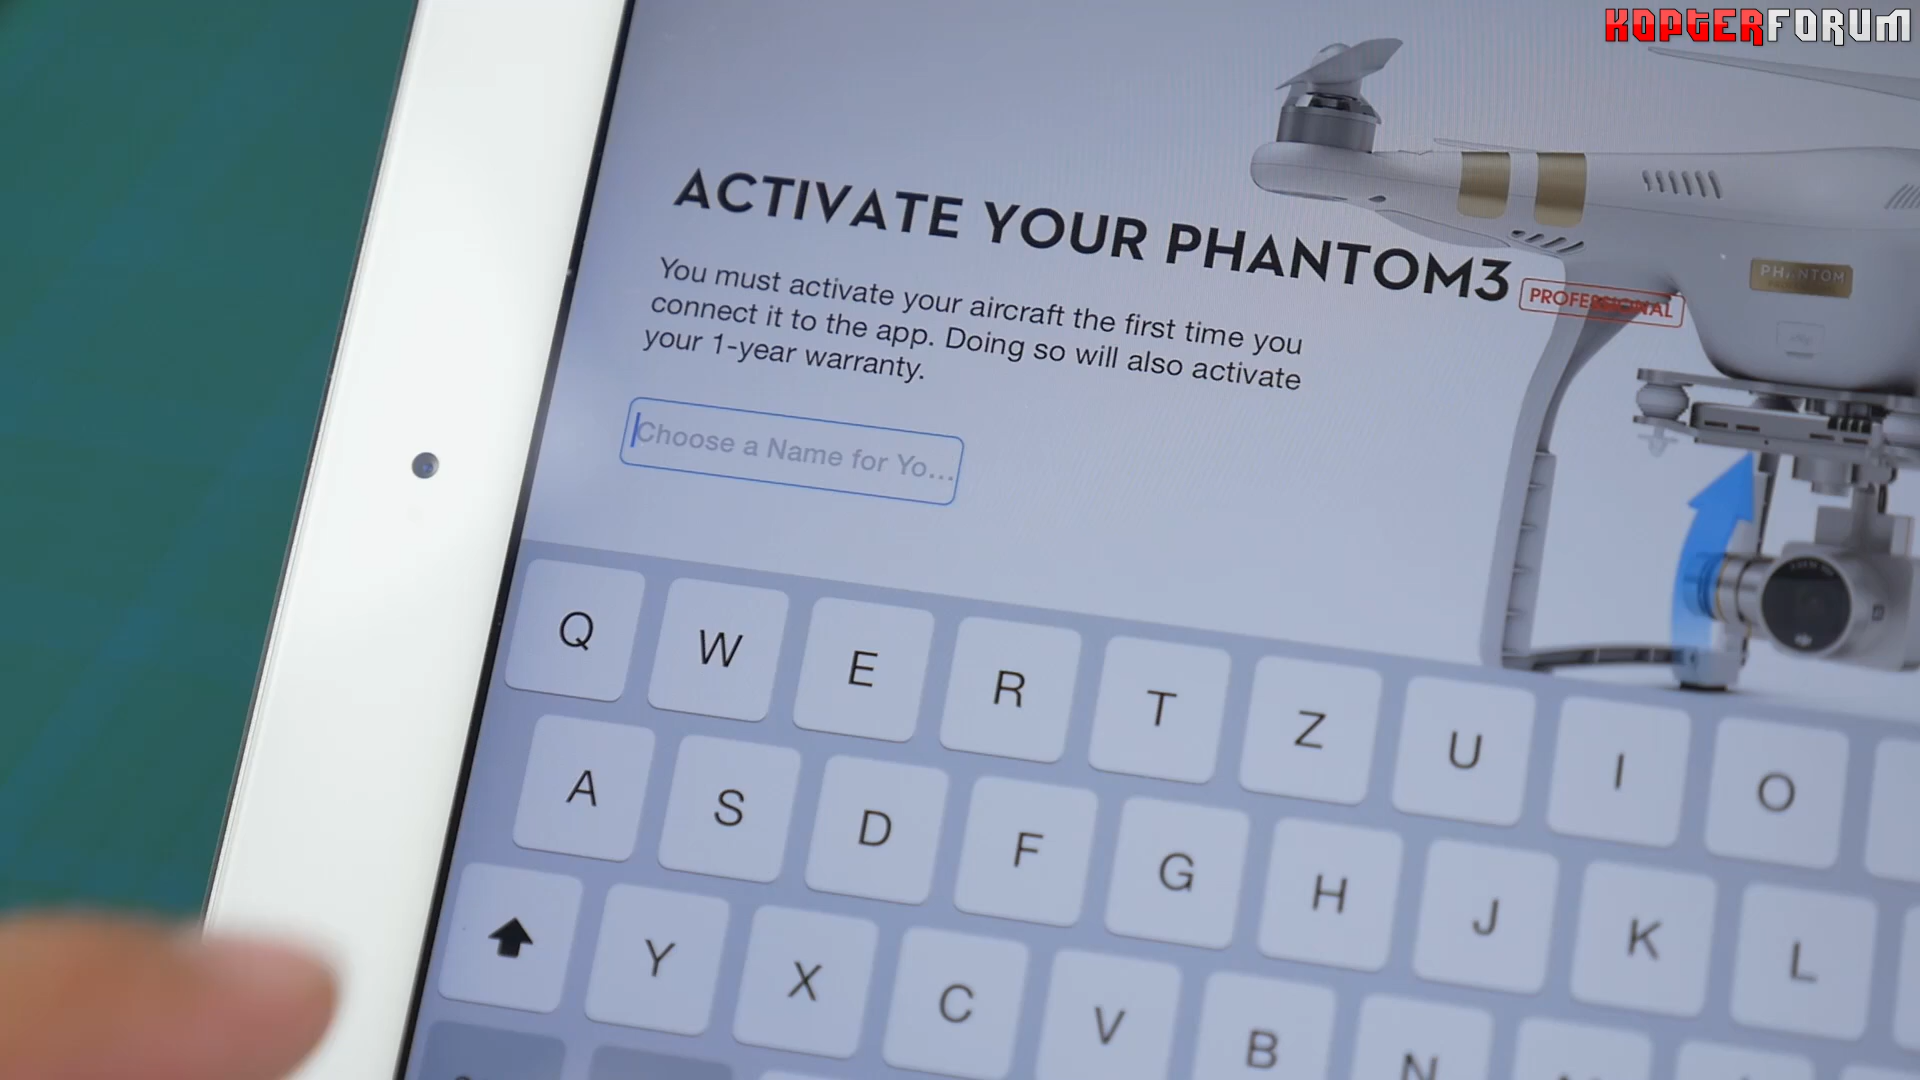 KOPTERFORUM
ACTIVATE YOUR PHANTOM3 PROFESSIONAL
You must activate your aircraft the first time you
connect it to the app. Doing so will also activate
your 1-year warranty.
Choose a Name for Yo...
PHANTOM
Q W E R T Z U I O
A S D F G H J K L
Y X C V B N